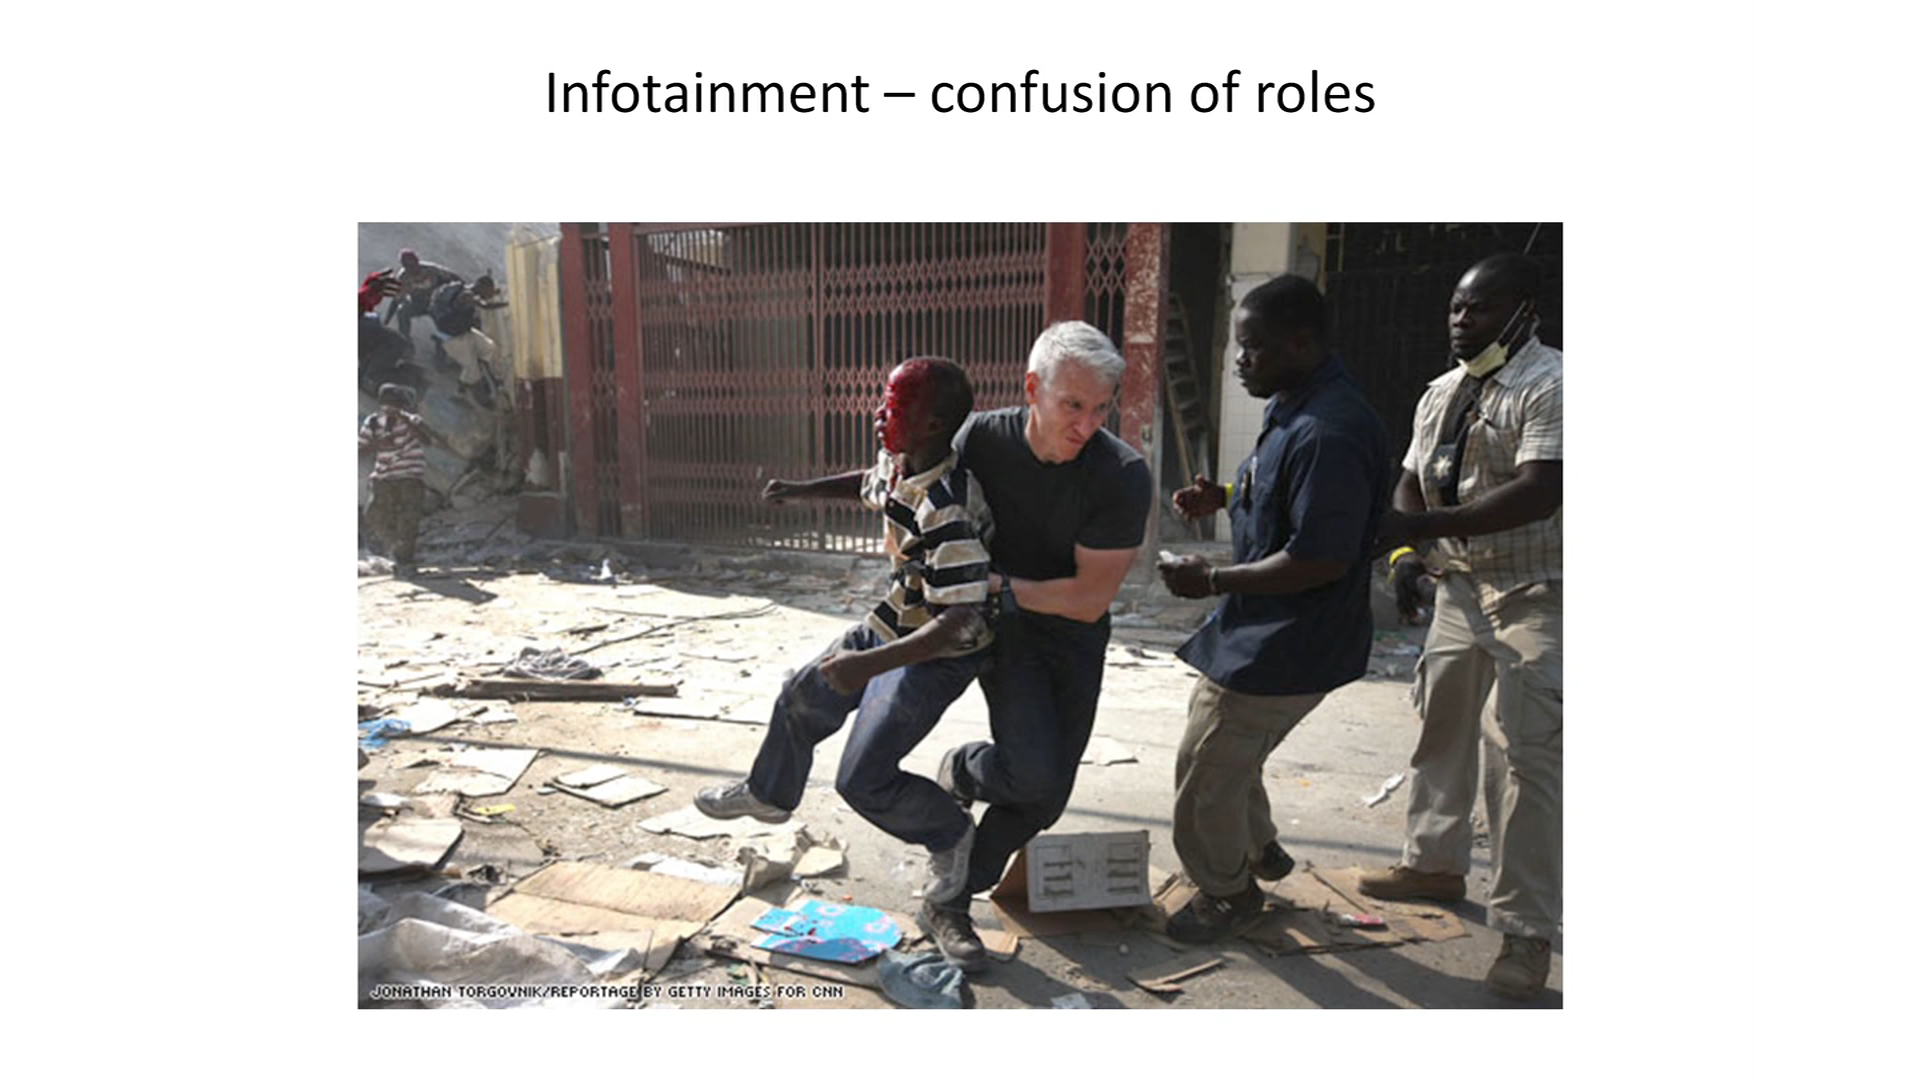 Infotainment – confusion of roles
JONATHAN TORGOVNIK/REPORTAGE BY GETTY IMAGES FOR CNN